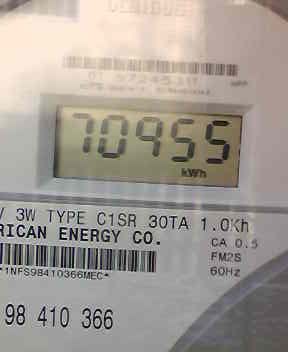 70955
kWh
3W TYPE C1SR 30TA 1.0Kh
RICAN ENERGY CO.
CA 0.5
FM2S
60Hz
*1NFS98410366MEC*
98 410 366